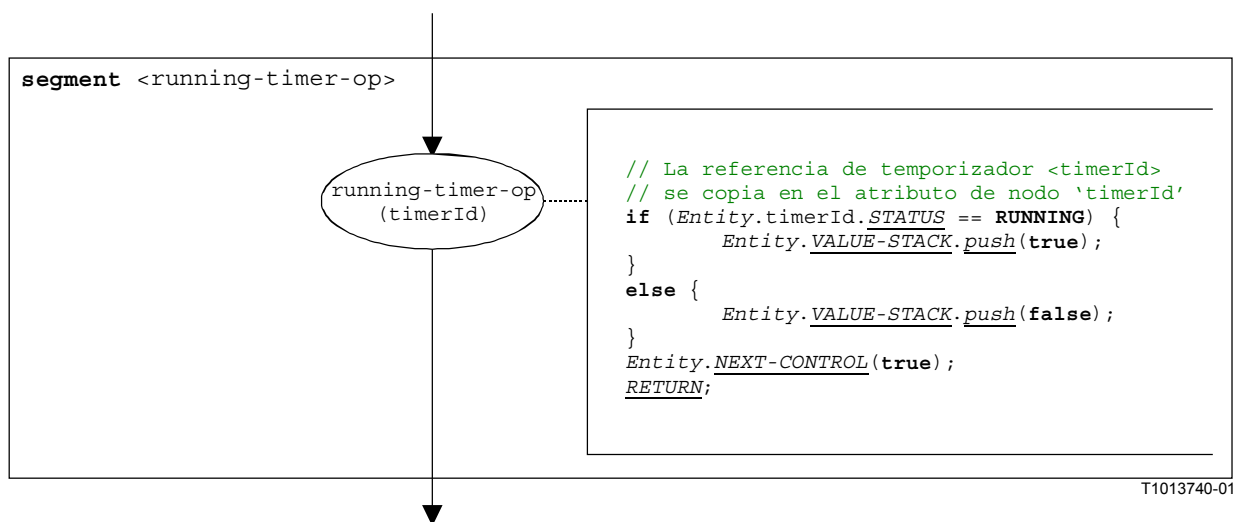 segment <running-timer-op>
running-timer-op
(timerId)
// La referencia de temporizador <timerId>
// se copia en el atributo de nodo ‘timerId’
if (Entity.timerId.STATUS == RUNNING) {
Entity.VALUE-STACK.push(true);
}
else {
Entity.VALUE-STACK.push(false);
}
Entity.NEXT-CONTROL(true);
RETURN;
T1013740-01